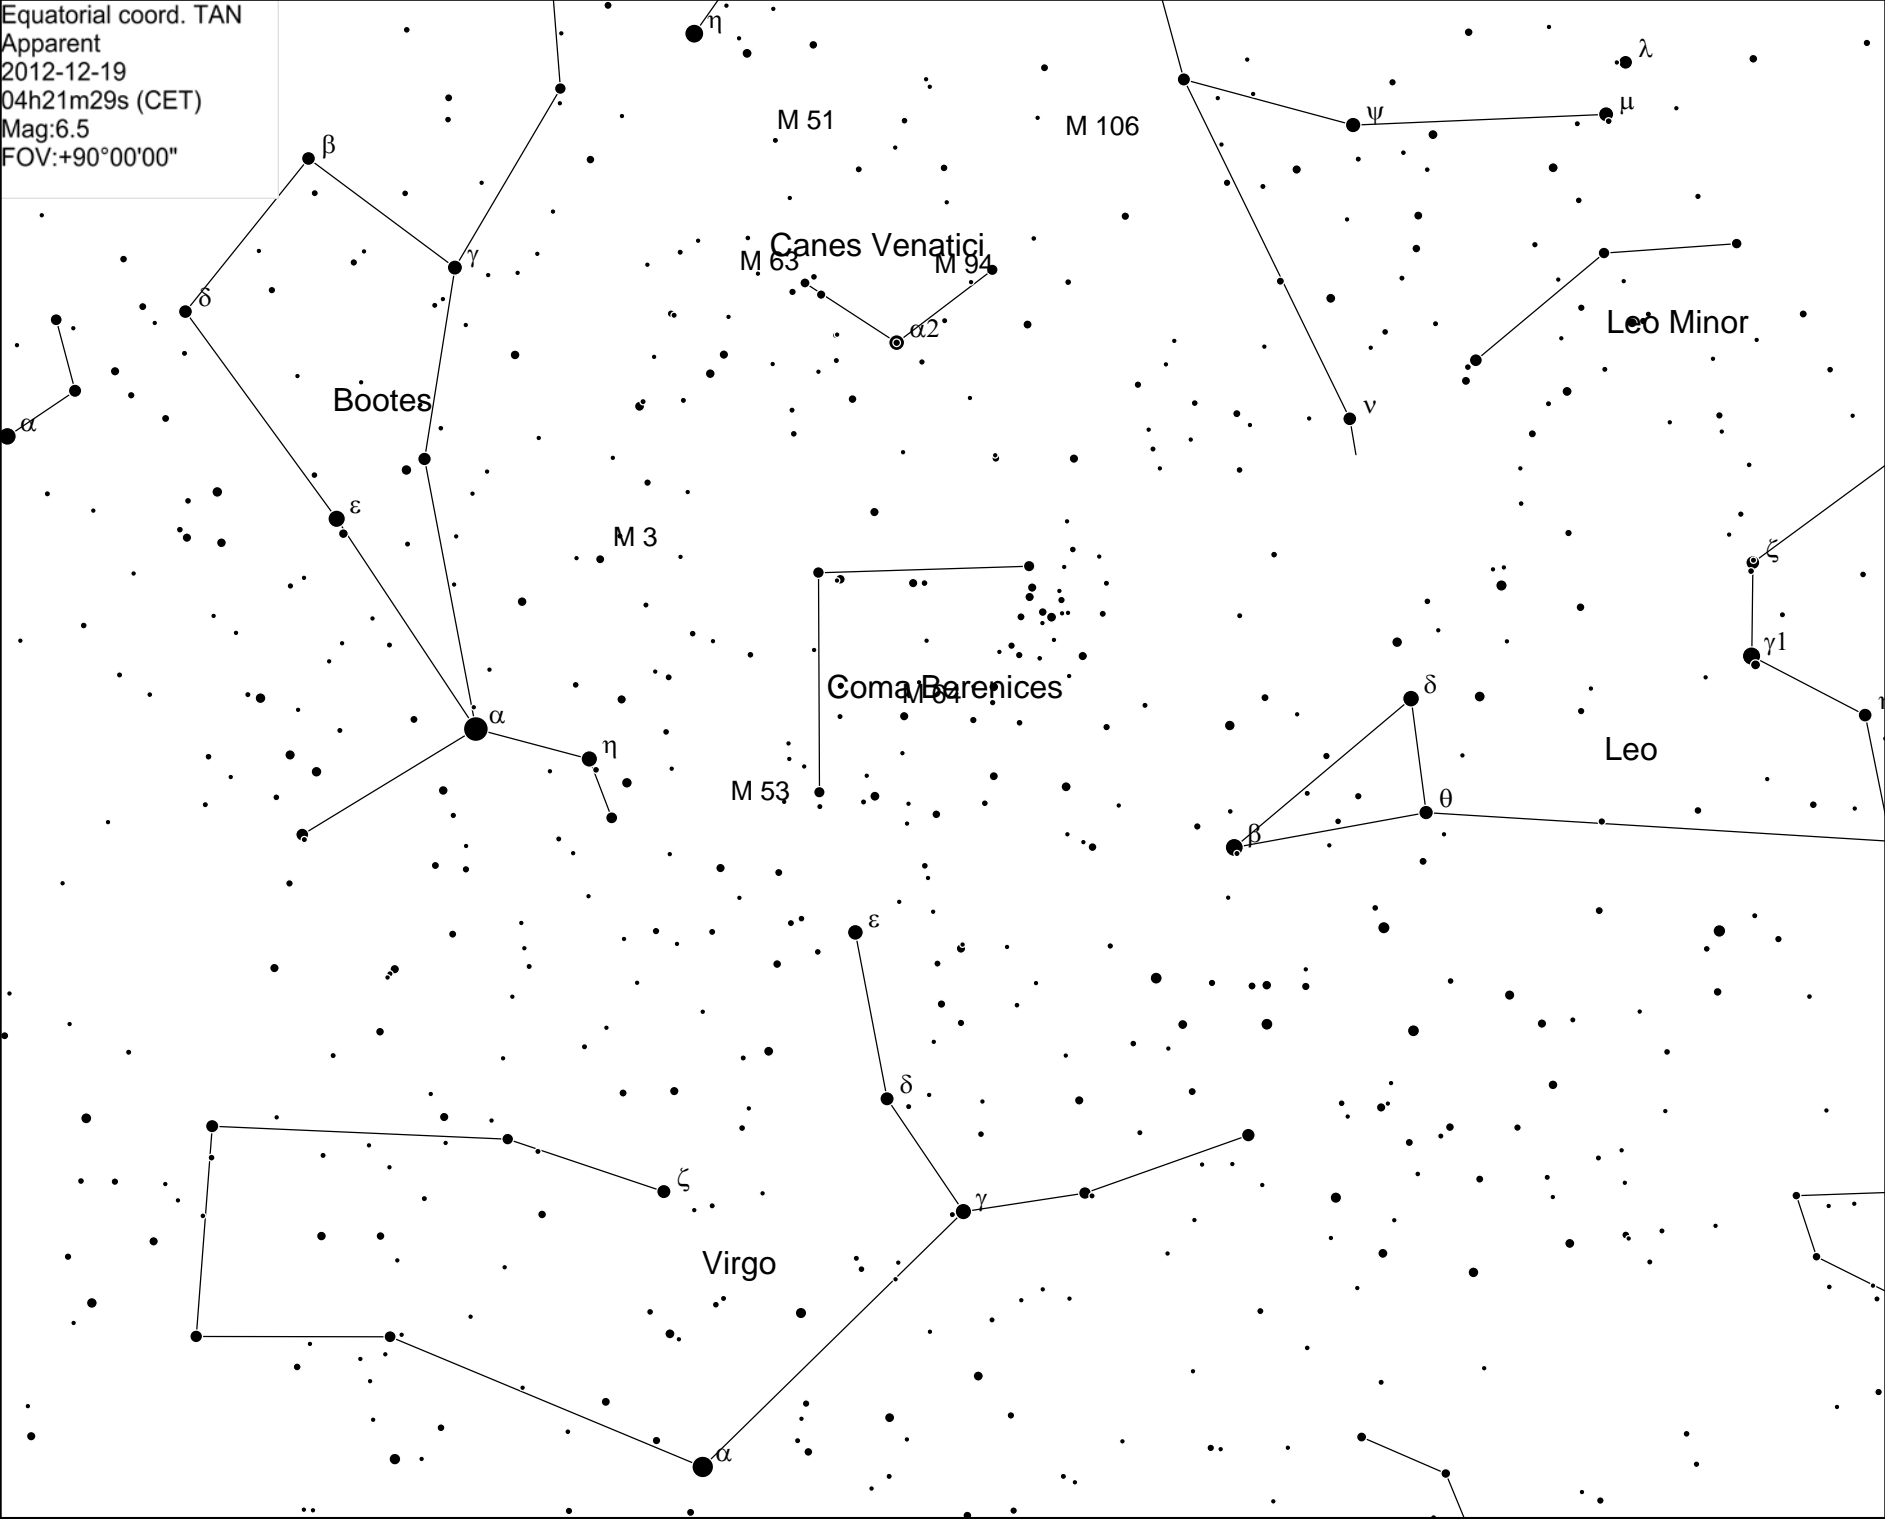 Equatorial coord. TAN
Apparent
2012-12-19
04h21m29s (CET)
Mag:6.5
FOV:+90°00'00"
η
λ
μ
ψ
M 51
M 106
β
γ
Canes Venatici
M 63
M 94
δ
α2
Leo Minor
Bootes
ν
α
ε
M 3
ζ
γ1
δ
Coma Berenices
M 64
α
η
Leo
M 53
θ
β
ε
δ
ζ
γ
Virgo
α